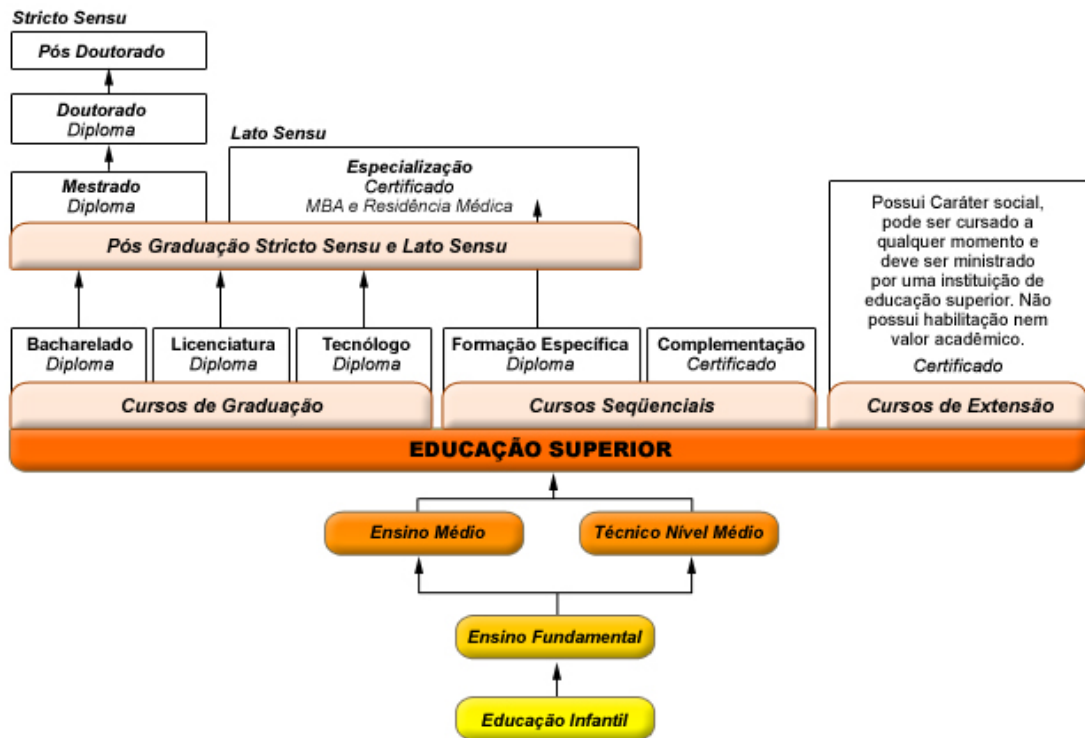 Stricto Sensu
Pós Doutorado
Doutorado
Diploma
Mestrado
Diploma
Lato Sensu
Especialização
Certificado
MBA e Residência Médica
Pós Graduação Stricto Sensu e Lato Sensu
Possui Caráter social,
pode ser cursado a
qualquer momento e
deve ser ministrado
por uma instituição de
educação superior. Não
possui habilitação nem
valor acadêmico.
Certificado
Bacharelado
Diploma
Licenciatura
Diploma
Tecnólogo
Diploma
Formação Específica
Diploma
Complementação
Certificado
Cursos de Graduação
Cursos Seqüenciais
Cursos de Extensão
EDUCAÇÃO SUPERIOR
Ensino Médio
Técnico Nível Médio
Ensino Fundamental
Educação Infantil